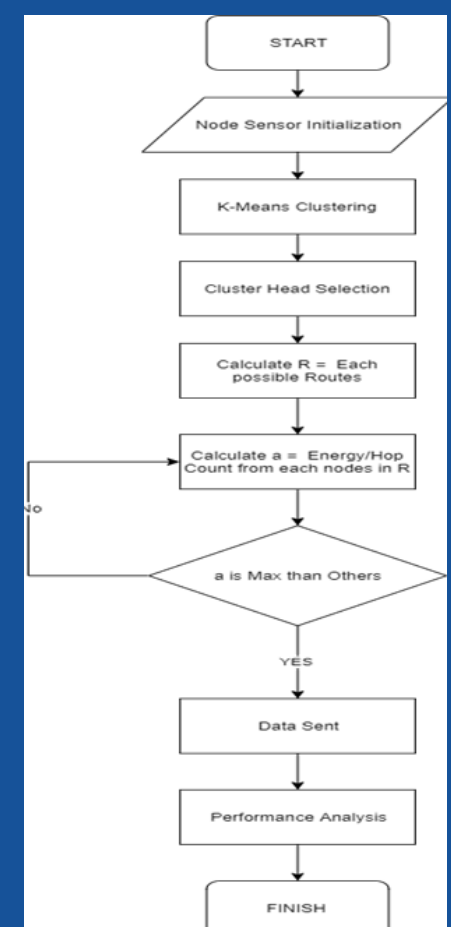 START
Node Sensor Initialization
K-Means Clustering
Cluster Head Selection
Calculate R = Each
possible Routes
Calculate a = Energy/Hop
Count from each nodes in R
No
a is Max than Others
YES
Data Sent
Performance Analysis
FINISH